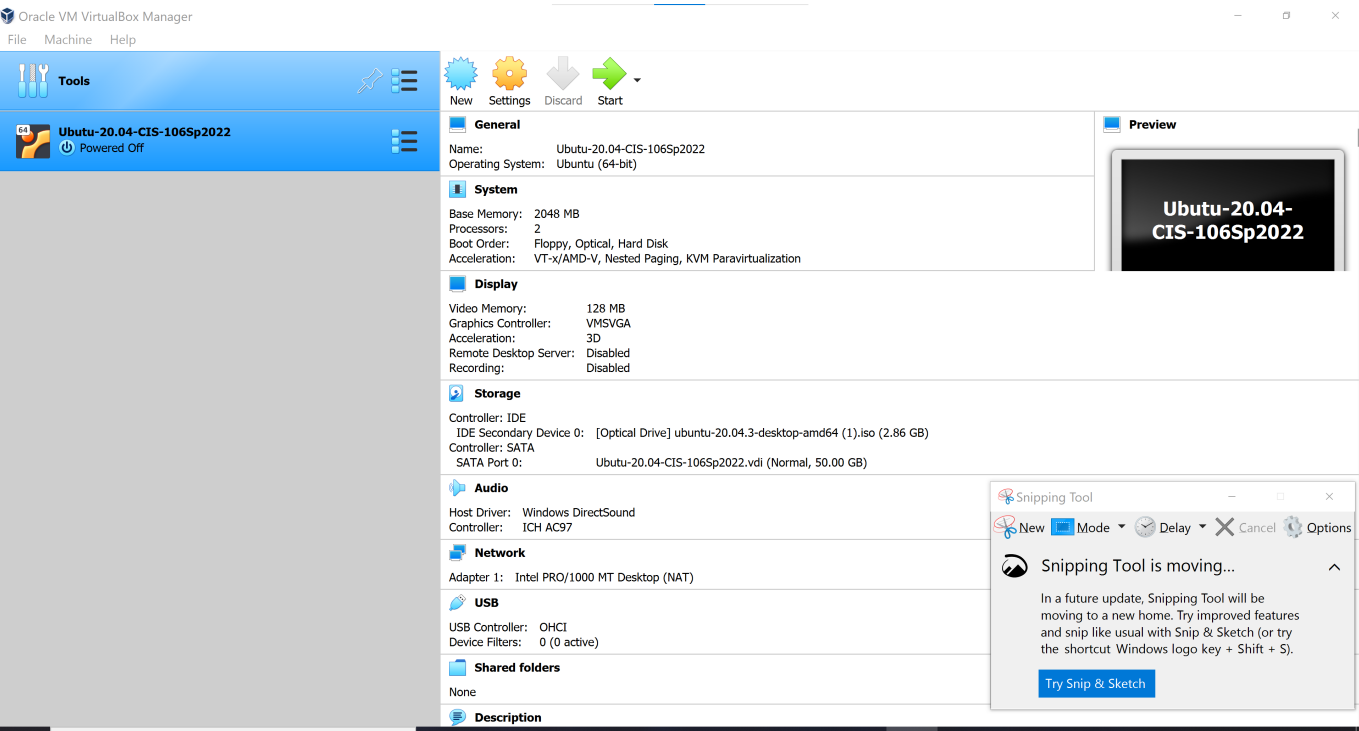 Oracle VM VirtualBox Manager
File Machine Help
Tools
64
Ubutu-20.04-CIS-106Sp2022
Powered Off
New Settings Discard Start
General
Name: Ubutu-20.04-CIS-106Sp2022
Operating System: Ubuntu (64-bit)
System
Base Memory: 2048 MB
Processors: 2
Boot Order: Floppy, Optical, Hard Disk
Acceleration: VT-x/AMD-V, Nested Paging, KVM Paravirtualization
Preview
Ubutu-20.04-
CIS-106Sp2022
Display
Video Memory: 128 MB
Graphics Controller: VMSVGA
Acceleration: 3D
Remote Desktop Server: Disabled
Recording: Disabled
Storage
Controller: IDE
IDE Secondary Device 0: [Optical Drive] ubuntu-20.04.3-desktop-amd64 (1).iso (2.86 GB)
Controller: SATA
SATA Port 0: Ubutu-20.04-CIS-106Sp2022.vdi (Normal, 50.00 GB)
Audio
Host Driver: Windows DirectSound
Controller: ICH AC97
Network
Adapter 1: Intel PRO/1000 MT Desktop (NAT)
USB
USB Controller: OHCI
Device Filters: 0 (0 active)
Shared folders
None
Description
Snipping Tool
New Mode Delay Cancel Options
Snipping Tool is moving...
In a future update, Snipping Tool will be
moving to a new home. Try improved features
and snip like usual with Snip & Sketch (or try
the shortcut Windows logo key + Shift + S).
Try Snip & Sketch